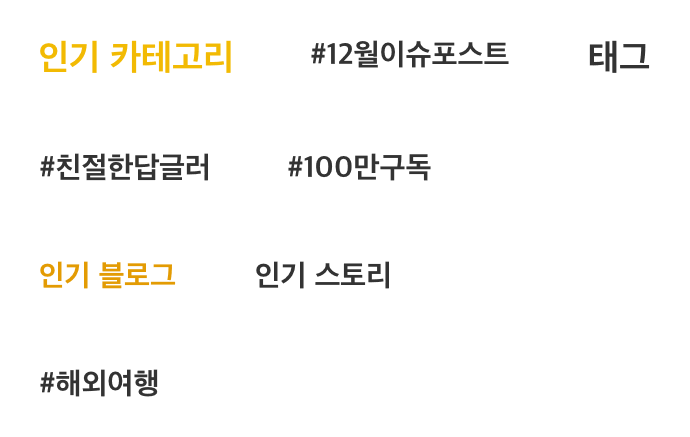 인기 카테고리 #12월이슈포스트 태그
#친절한답글러 #100만구독
인기 블로그 인기 스토리
#해외여행